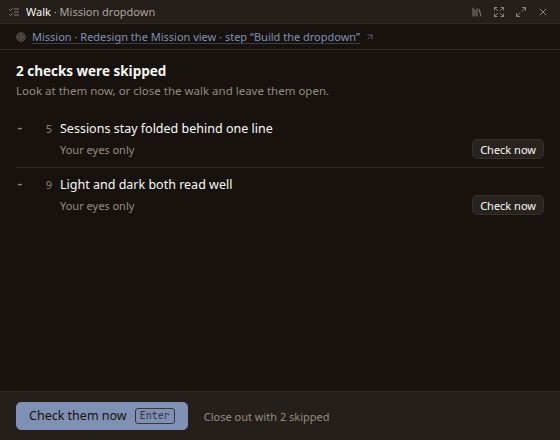 Walk · Mission dropdown
Mission · Redesign the Mission view · step “Build the dropdown”
2 checks were skipped
Look at them now, or close the walk and leave them open.
- 5 Sessions stay folded behind one line
Your eyes only Check now
- 9 Light and dark both read well
Your eyes only Check now
Check them now Enter Close out with 2 skipped